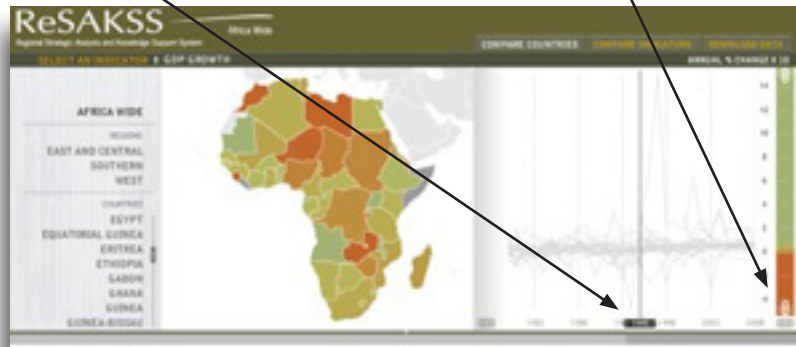 ReSAKSS
Africa Wide
Regional Strategic Analysis and Knowledge Support System
COMPARE COUNTRIES COMPARE INDICATORS DOWNLOAD DATA
SELECT AN INDICATOR GDP GROWTH
ANNUAL % CHANGE X 10
AFRICA WIDE
REGIONS
EAST AND CENTRAL
SOUTHERN
WEST
COUNTRIES
EGYPT
EQUATORIAL GUINEA
ERITREA
ETHIOPIA
GABON
GHANA
GUINEA
GUINEA-BISSAU
14
12